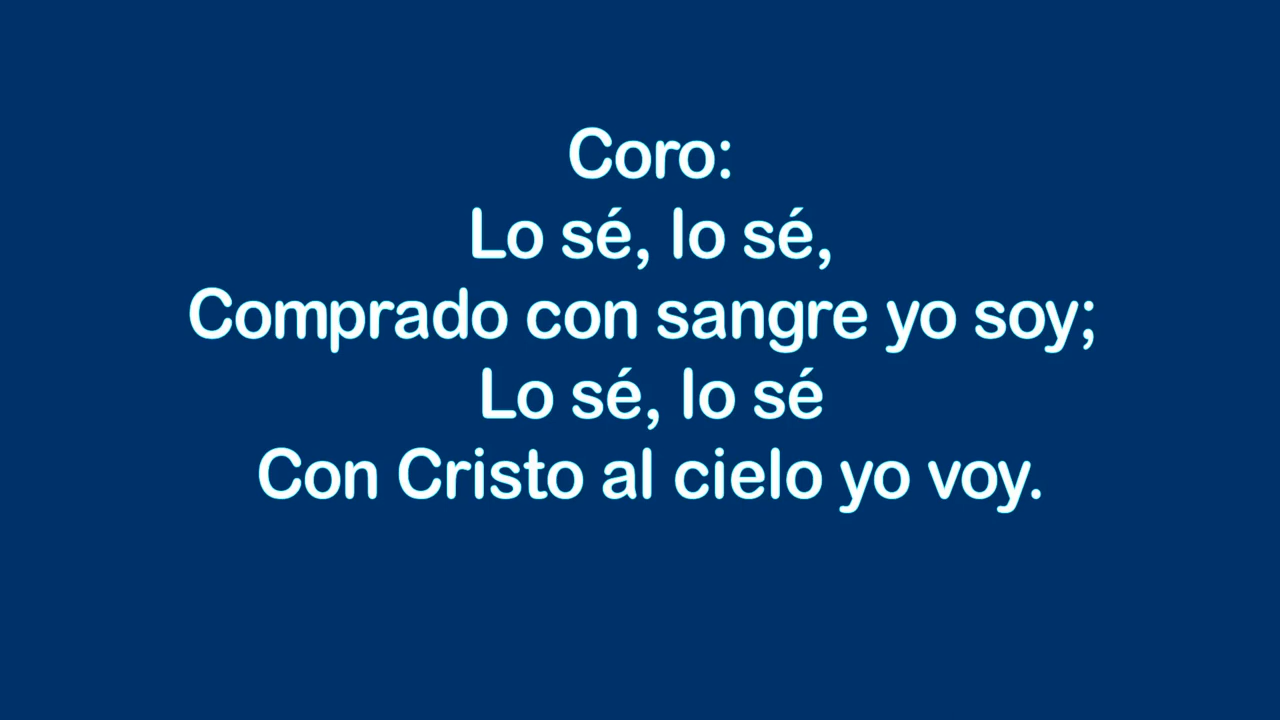 Coro:
Lo sé, lo sé,
Comprado con sangre yo soy;
Lo sé, lo sé
Con Cristo al cielo yo voy.